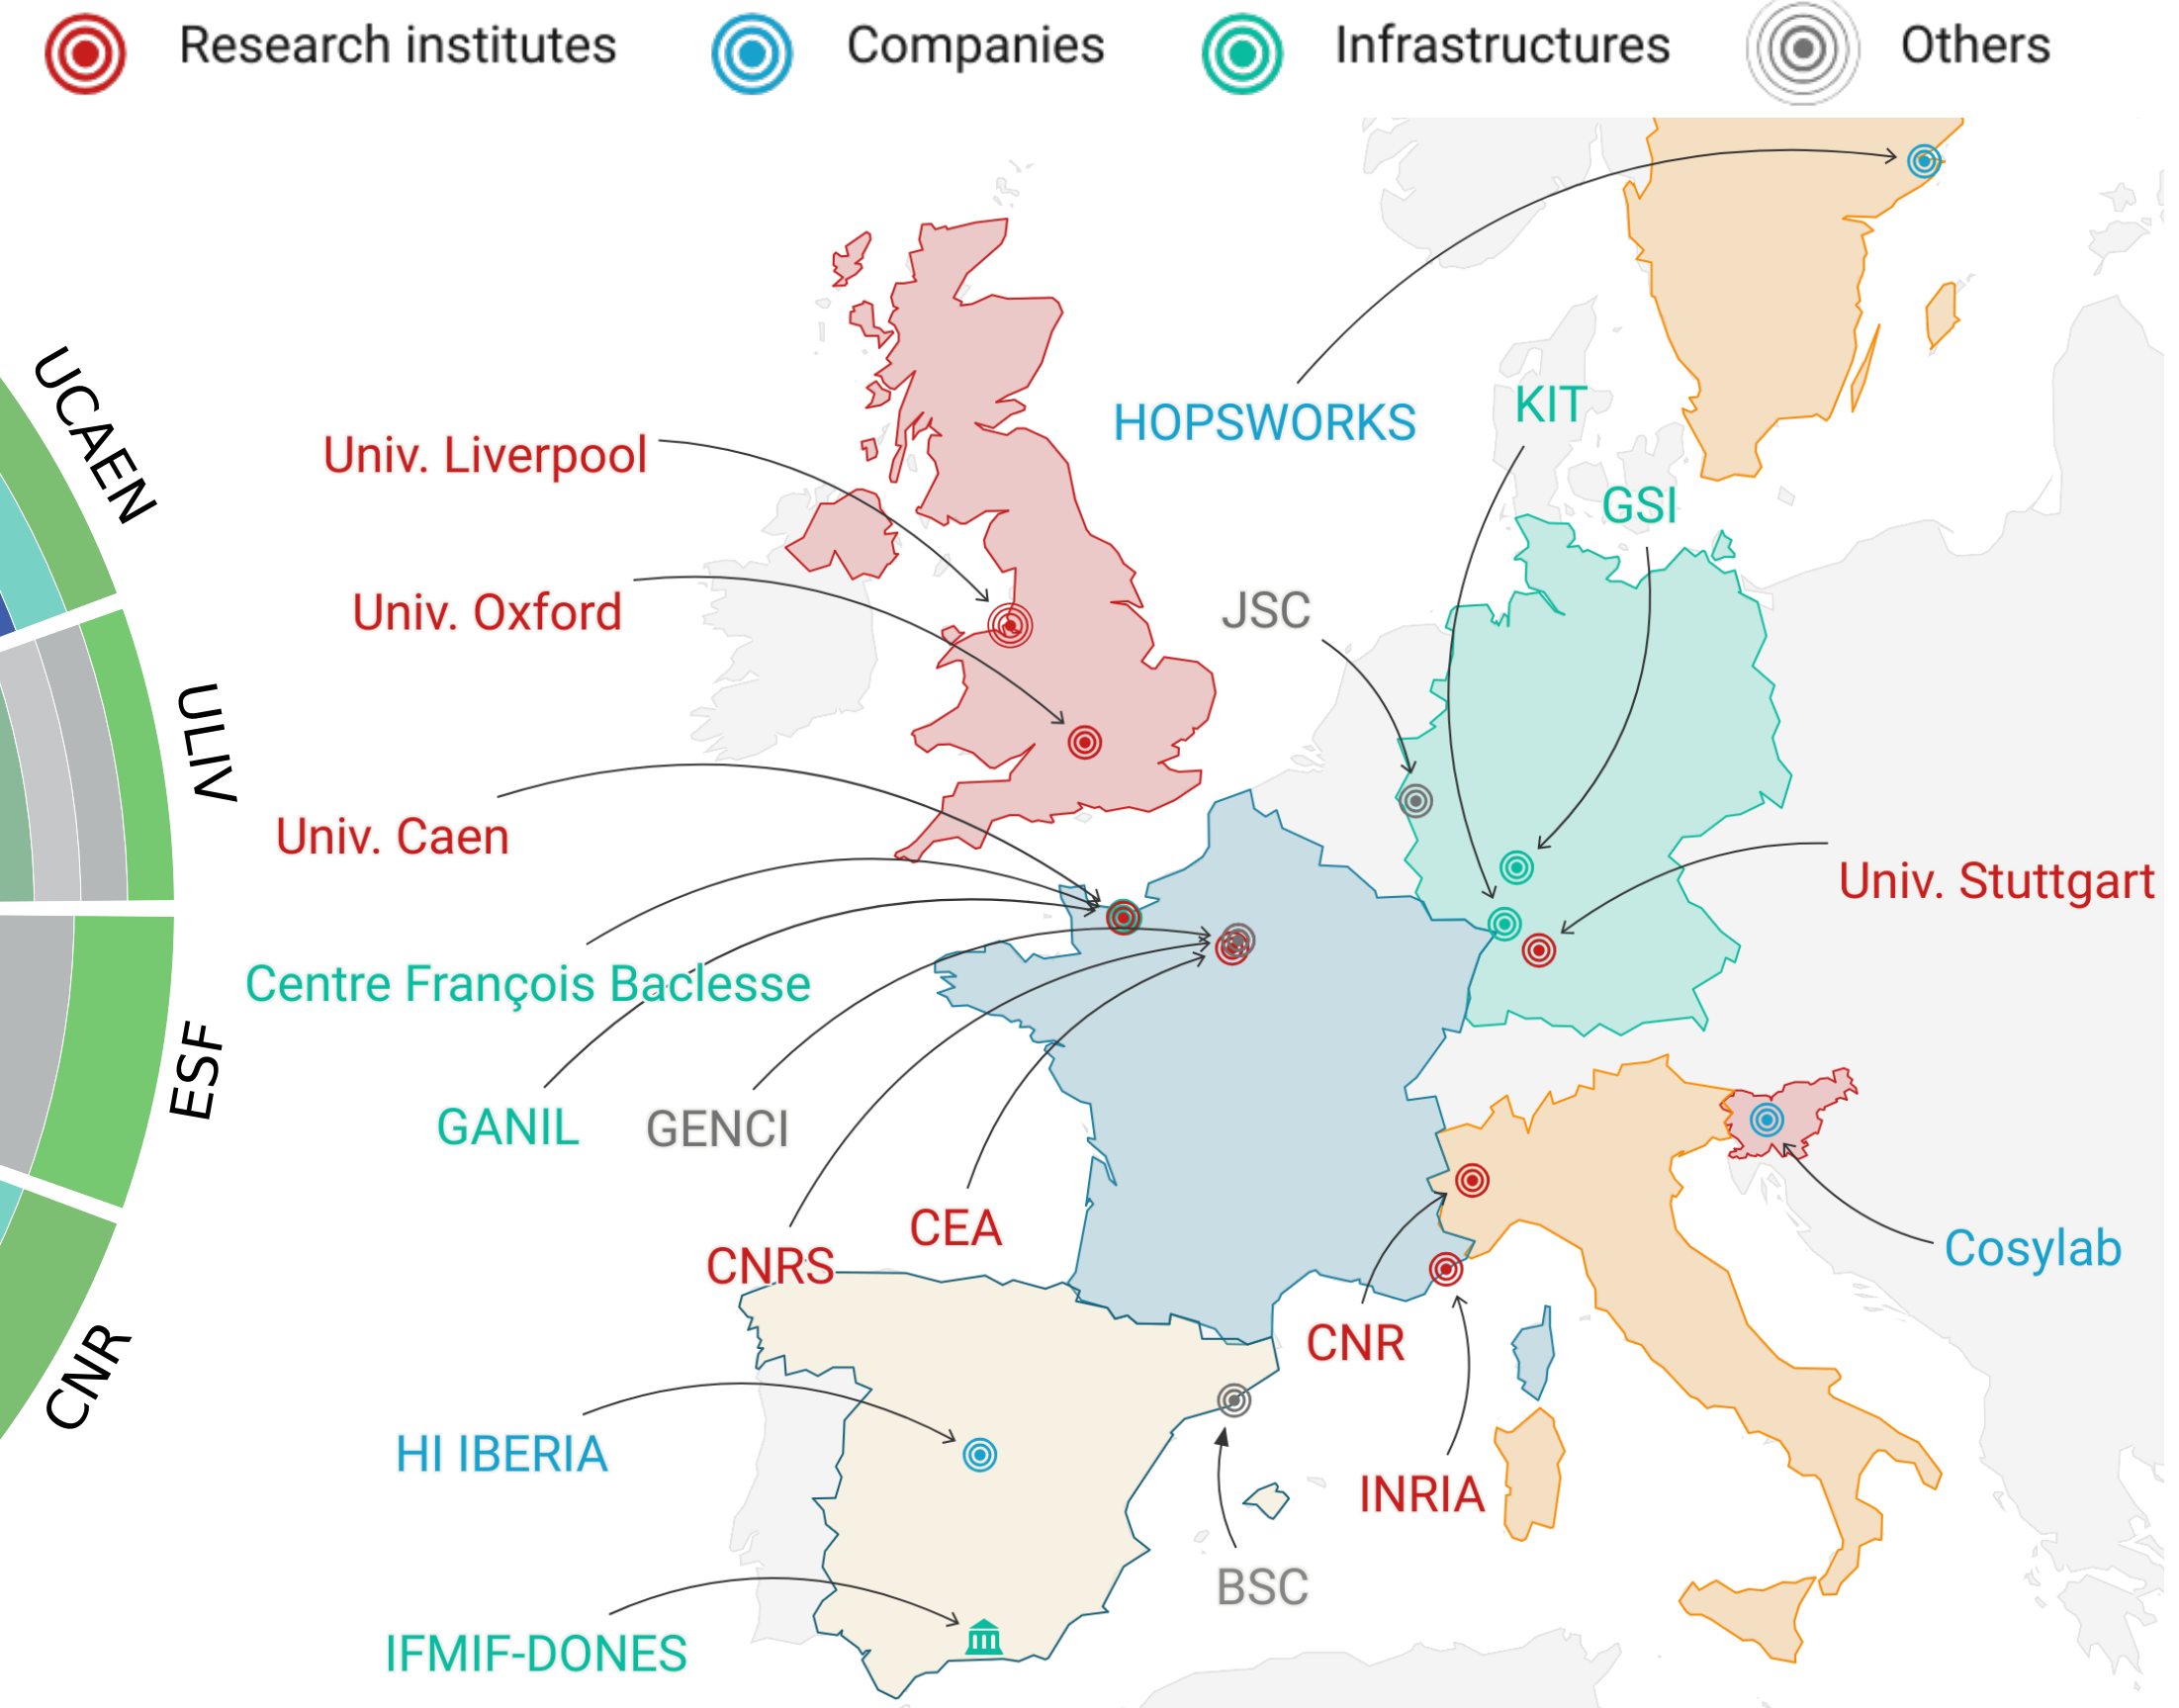 Research institutes
Companies
Infrastructures
Others
UCAEN
ULIV
ESF
CNR
HOPSWORKS
KIT
Univ. Liverpool
GSI
Univ. Oxford
JSC
Univ. Caen
Univ. Stuttgart
Centre François Baclesse
GANIL
GENCI
CEA
CNRS
Cosylab
CNR
HI IBERIA
INRIA
BSC
IFMIF-DONES